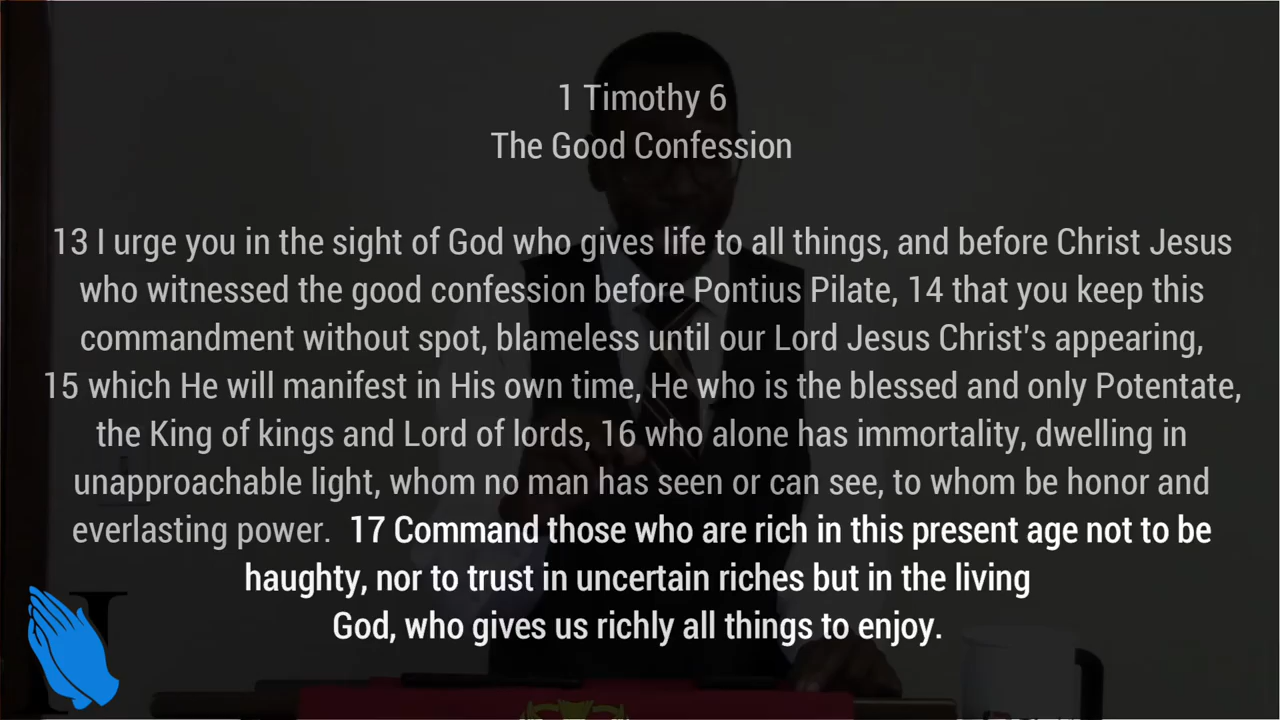 1 Timothy 6
The Good Confession
13 I urge you in the sight of God who gives life to all things, and before Christ Jesus
who witnessed the good confession before Pontius Pilate, 14 that you keep this
commandment without spot, blameless until our Lord Jesus Christ's appearing,
15 which He will manifest in His own time, He who is the blessed and only Potentate,
the King of kings and Lord of lords, 16 who alone has immortality, dwelling in
unapproachable light, whom no man has seen or can see, to whom be honor and
everlasting power. 17 Command those who are rich in this present age not to be
haughty, nor to trust in uncertain riches but in the living
God, who gives us richly all things to enjoy.